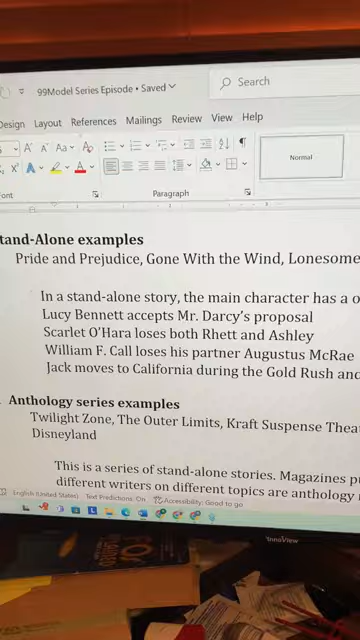 99Model Series Episode • Saved
Search
Design Layout References Mailings Review View Help
Aa
Normal
Paragraph
Stand-Alone examples
Pride and Prejudice, Gone With the Wind, Lonesome
In a stand-alone story, the main character has a
Lucy Bennett accepts Mr. Darcy's proposal
Scarlet O'Hara loses both Rhett and Ashley
William F. Call loses his partner Augustus McRae
Jack moves to California during the Gold Rush and
Anthology series examples
Twilight Zone, The Outer Limits, Kraft Suspense
Disneyland
This is a series of stand-alone stories. Magazines
different writers on different topics are anthology
English (United States) Text Predictions: On Accessibility: Good to go
InnoView